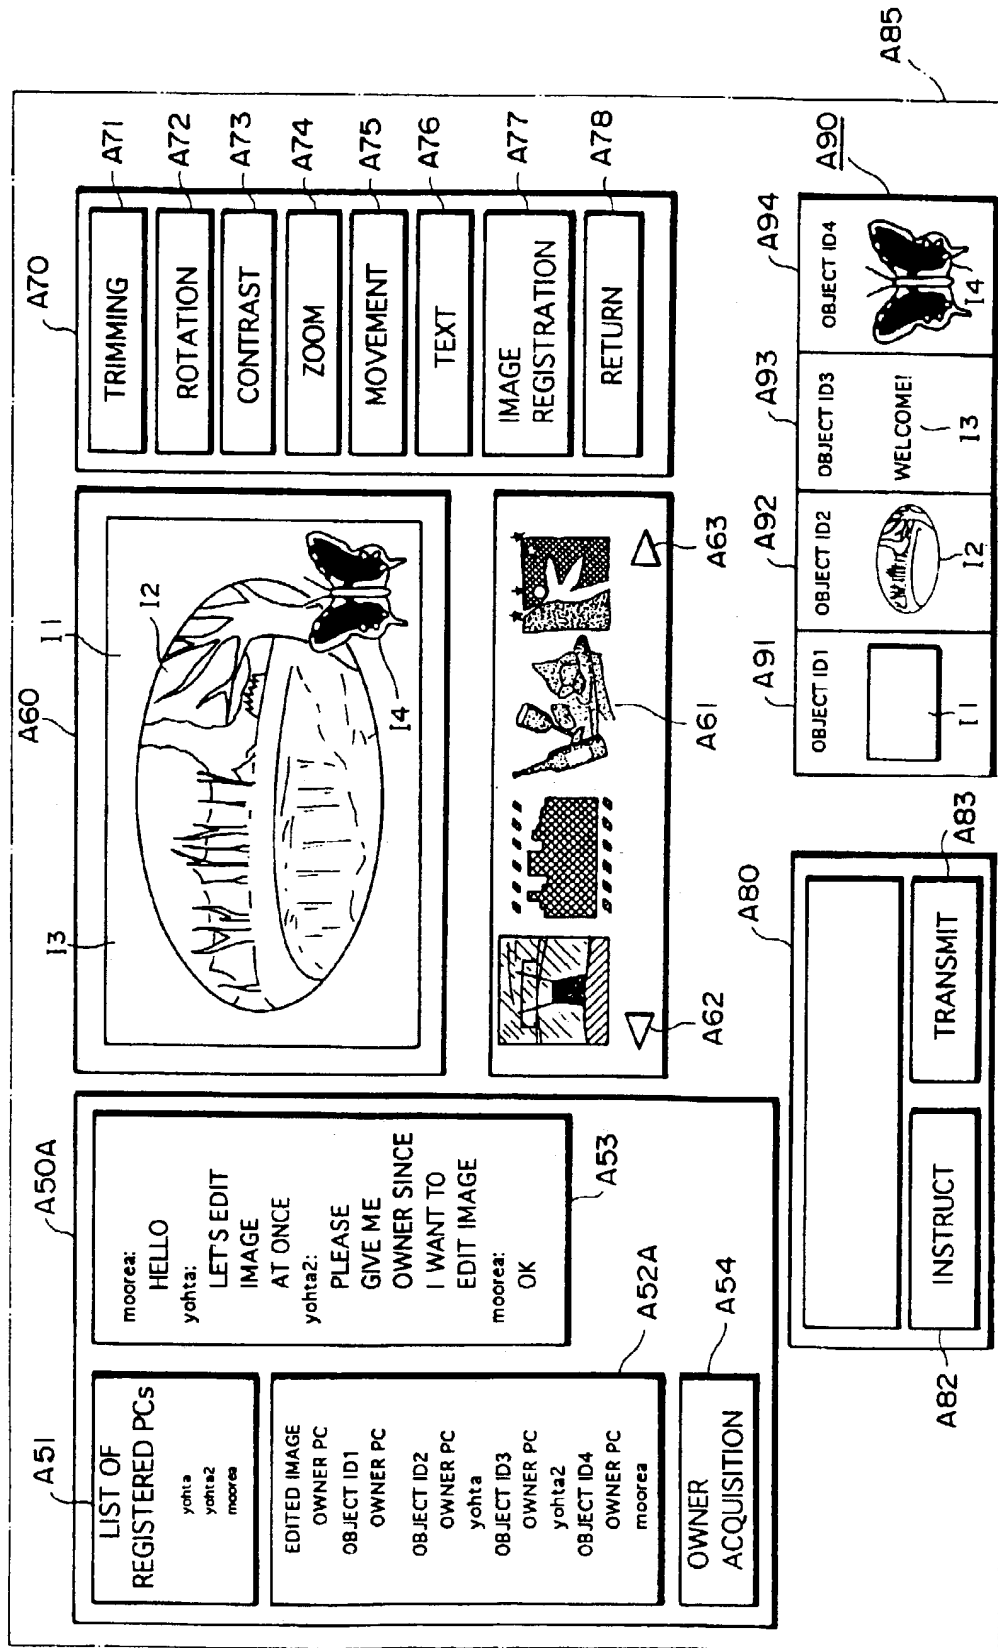 A50A
A51
LIST OF
REGISTERED PCs
yohta
yohta2
moorea
EDITED IMAGE
OWNER PC
OBJECT ID1
OWNER PC
OBJECT ID2
OWNER PC
yohta
OBJECT ID3
OWNER PC
yohta2
OBJECT ID4
OWNER PC
moorea
A52A
OWNER
ACQUISITION
A54
moorea:
HELLO
yohta:
LET'S EDIT
IMAGE
AT ONCE
yohta2:
PLEASE
GIVE ME
OWNER SINCE
I WANT TO
EDIT IMAGE
moorea:
OK
A53
A60
I3
I1
I2
I4
A61
A62
A63
A70
TRIMMING
A71
ROTATION
A72
CONTRAST
A73
ZOOM
A74
MOVEMENT
A75
TEXT
A76
IMAGE
REGISTRATION
A77
RETURN
A78
A80
INSTRUCT
A82
TRANSMIT
A83
A91
A92
A93
A94
A90
OBJECT ID1
I1
OBJECT ID2
I2
OBJECT ID3
WELCOME!
I3
OBJECT ID4
I4
A85